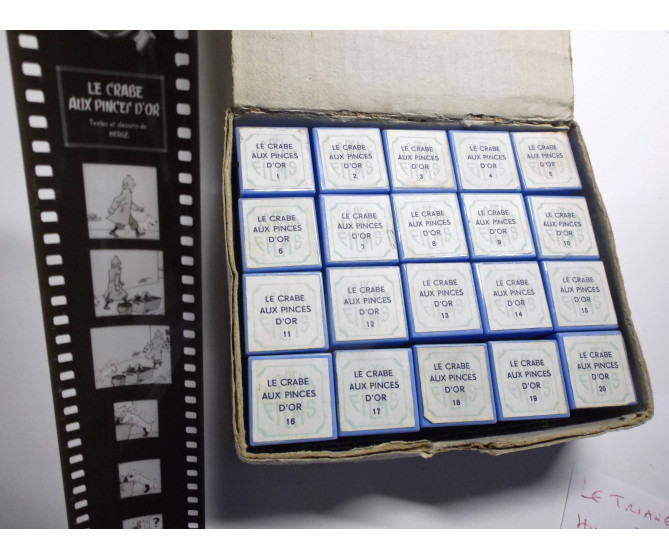 LE CRABE
AUX PINCES D'OR
Textes et dessins de
HERGÉ
?
LE CRABE
AUX PINCES
D'OR
1
LE CRABE
AUX PINCES
D'OR
2
LE CRABE
AUX PINCES
D'OR
3
LE CRABE
AUX PINCES
D'OR
4
LE CRABE
AUX PINCES
D'OR
5
LE CRABE
AUX PINCES
D'OR
6
LE CRABE
AUX PINCES
D'OR
7
LE CRABE
AUX PINCES
D'OR
8
LE CRABE
AUX PINCES
D'OR
9
LE CRABE
AUX PINCES
D'OR
10
LE CRABE
AUX PINCES
D'OR
11
LE CRABE
AUX PINCES
D'OR
12
LE CRABE
AUX PINCES
D'OR
13
LE CRABE
AUX PINCES
D'OR
14
LE CRABE
AUX PINCES
D'OR
15
LE CRABE
AUX PINCES
D'OR
16
LE CRABE
AUX PINCES
D'OR
17
LE CRABE
AUX PINCES
D'OR
18
LE CRABE
AUX PINCES
D'OR
19
LE CRABE
AUX PINCES
D'OR
20
LE TRIANG